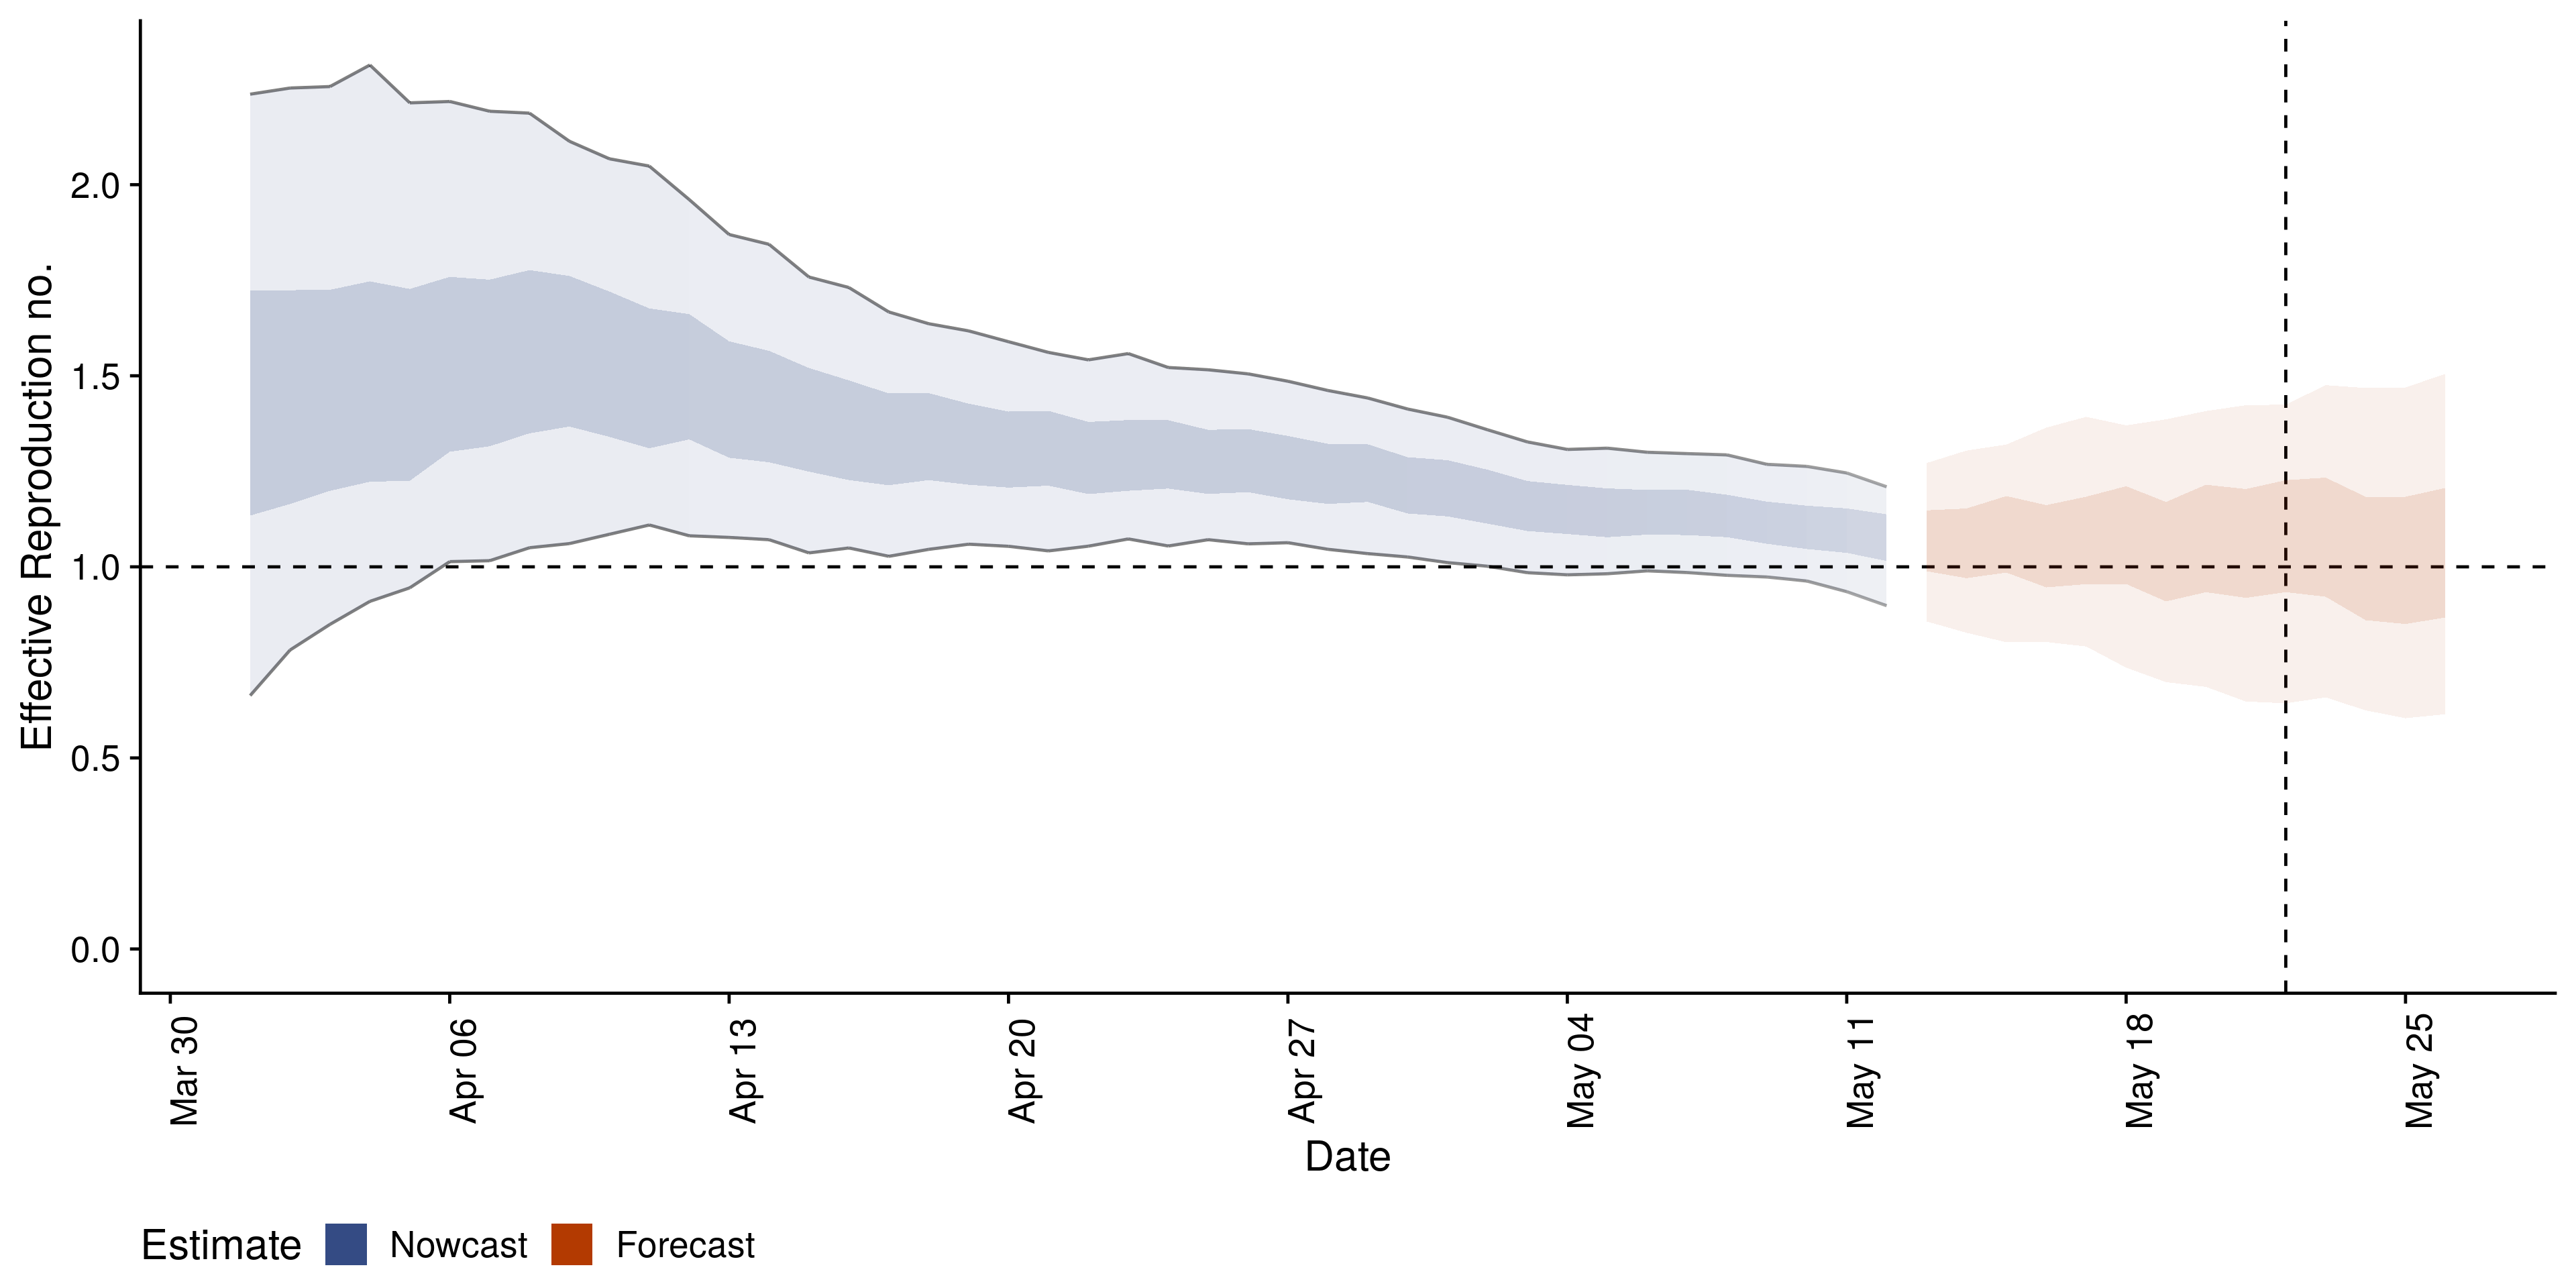 Effective Reproduction no.
2.0
1.5
1.0
0.5
0.0
Mar 30
Apr 06
Apr 13
Apr 20
Apr 27
May 04
May 11
May 18
May 25
Date
Estimate Nowcast Forecast